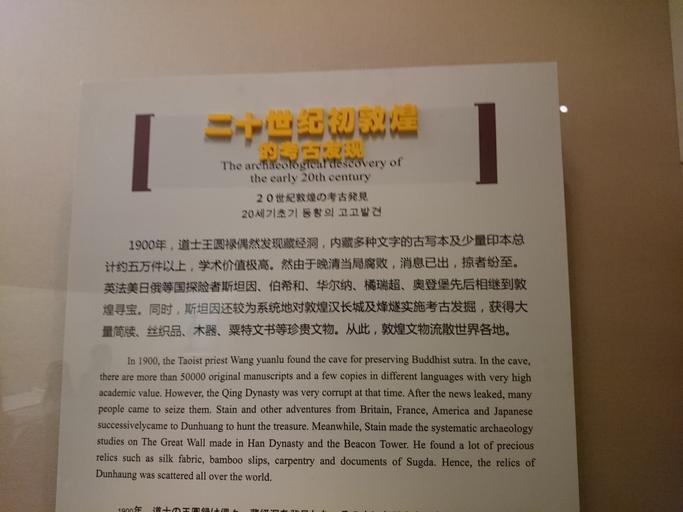 二十世纪初敦煌
的考古发现
The archaeological descovery of
the early 20th century
20世紀敦煌の考古発見
20세기초기 동황의 고고발견
1900年，道士王圆禄偶然发现藏经洞，内藏多种文字的古写本及少量印本总
计约五万件以上，学术价值极高。然由于晚清当局腐败，消息已出，掠者纷至。
英法美日俄等国探险者斯坦因、伯希和、华尔纳、橘瑞超、奥登堡先后相继到敦
煌寻宝。同时，斯坦因还较为系统地对敦煌汉长城及烽燧实施考古发掘，获得大
量简牍、丝织品、木器、粟特文书等珍贵文物。从此，敦煌文物流散世界各地。
In 1900, the Taoist priest Wang yuanlu found the cave for preserving Buddhist sutra. In the cave,
there are more than 50000 original manuscripts and a few copies in different languages with very high
academic value. However, the Qing Dynasty was very corrupt at that time. After the news leaked, many
people came to seize them. Stain and other adventures from Britain, France, America and Japanese
successivelycame to Dunhuang to hunt the treasure. Meanwhile, Stain made the systematic archaeology
studies on The Great Wall made in Han Dynasty and the Beacon Tower. He found a lot of precious
relics such as silk fabric, bamboo slips, carpentry and documents of Sugda. Hence, the relics of
Dunhaung was scattered all over the world.
1900年、道士の王圓